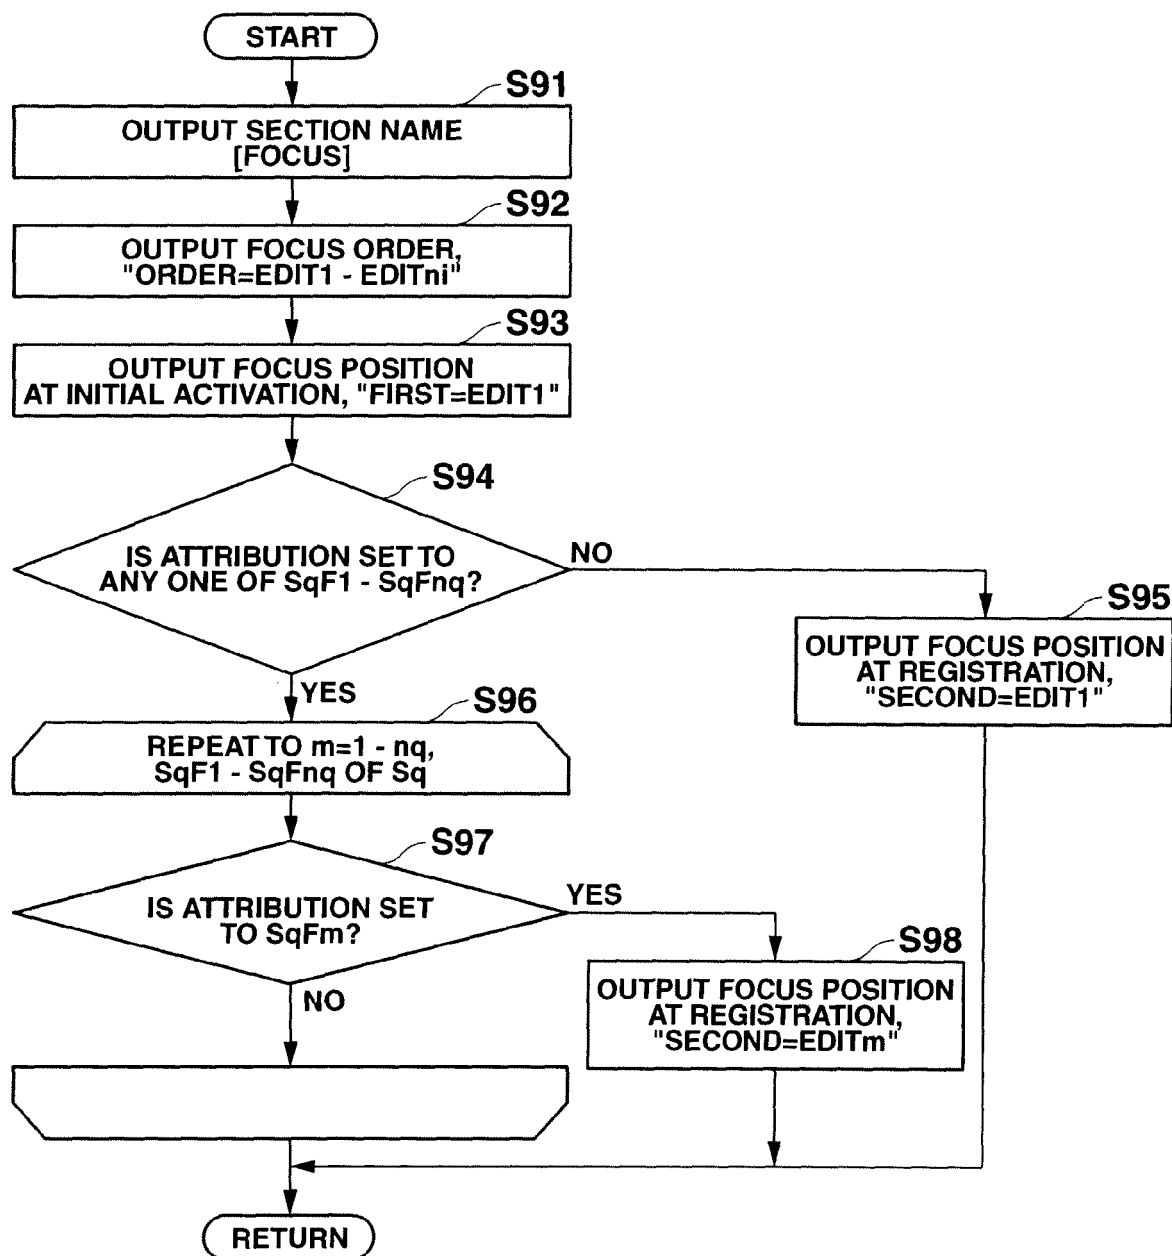 START
S91
OUTPUT SECTION NAME
[FOCUS]
S92
OUTPUT FOCUS ORDER,
"ORDER=EDIT1 - EDITni"
S93
OUTPUT FOCUS POSITION
AT INITIAL ACTIVATION, "FIRST=EDIT1"
S94
IS ATTRIBUTION SET TO
ANY ONE OF SqF1 - SqFnq?
NO
S95
OUTPUT FOCUS POSITION
AT REGISTRATION,
"SECOND=EDIT1"
YES
S96
REPEAT TO m=1 - nq,
SqF1 - SqFnq OF Sq
S97
IS ATTRIBUTION SET
TO SqFm?
YES
S98
OUTPUT FOCUS POSITION
AT REGISTRATION,
"SECOND=EDITm"
NO
RETURN